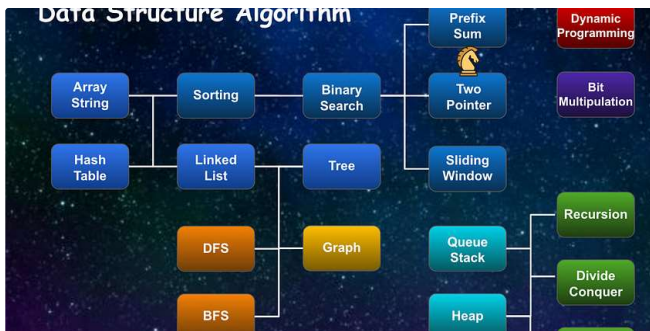 Data Structure Algorithm
Prefix
Sum
Dynamic
Programming
Array
String
Sorting
Binary
Search
Two
Pointer
Bit
Multipulation
Hash
Table
Linked
List
Tree
Sliding
Window
Recursion
DFS
Graph
Queue
Stack
Divide
Conquer
BFS
Heap